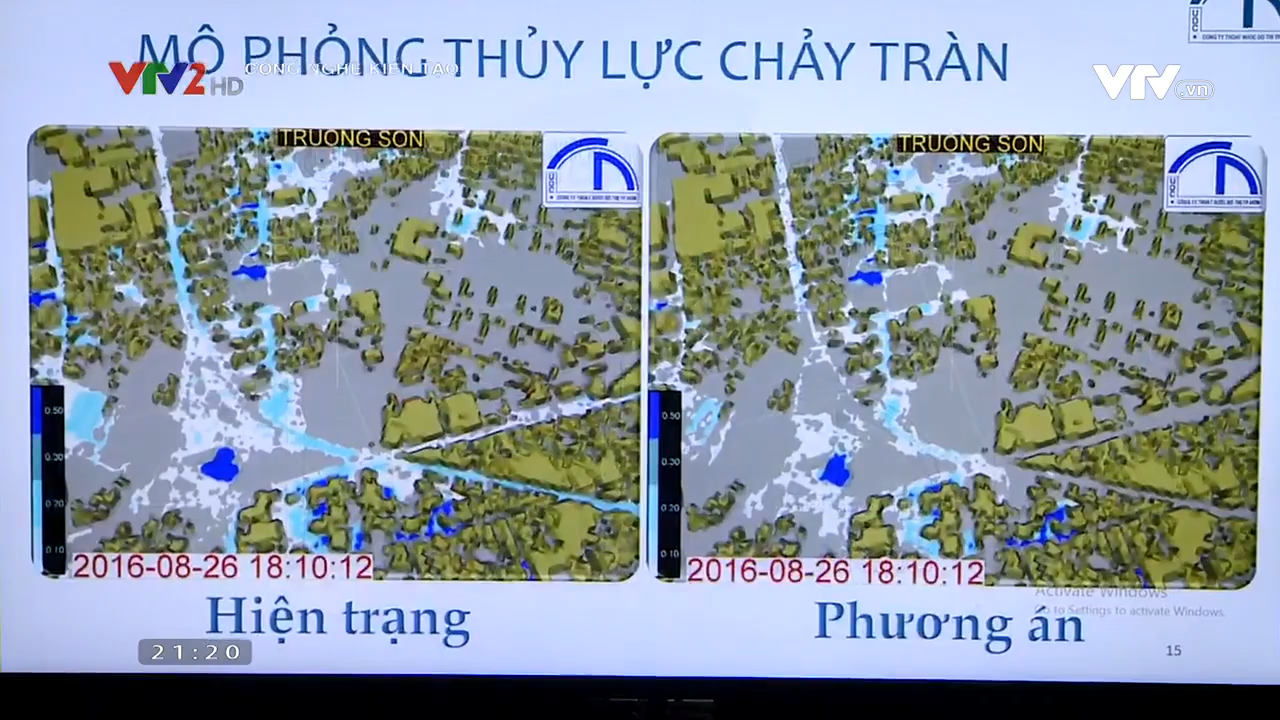 MÔ PHỎNG THỦY LỰC CHẢY TRÀN
VTV2 HD
CÔNG NGHỆ KIẾN TẠO
VTV.vn
TRUONG SON
TRUONG SON
0.50
0.30
0.20
0.10
0.50
0.30
0.20
0.10
2016-08-26 18:10:12
2016-08-26 18:10:12
Hiện trạng
Phương án
Activate Windows
Go to Settings to activate Windows.
21:20
15